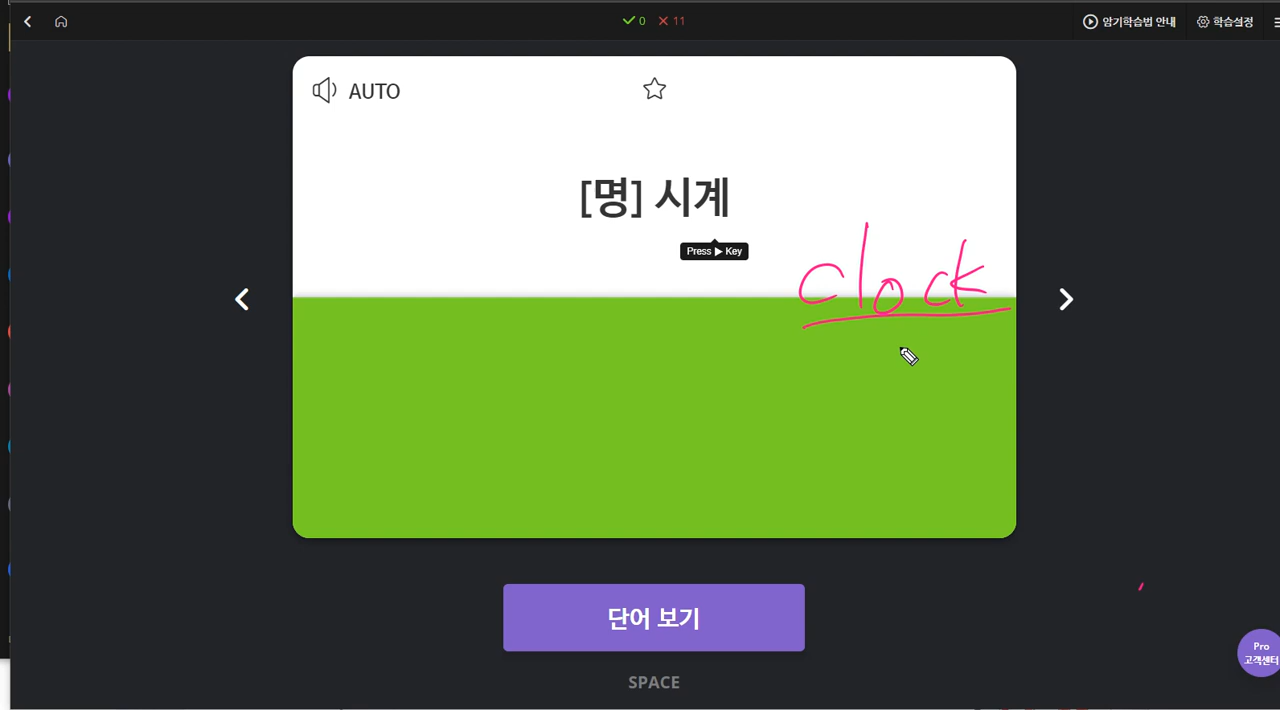 0 11 암기학습법 안내 학습설정
AUTO
[명] 시계
Press ▶ Key
clock
단어 보기
SPACE
Pro
고객센터